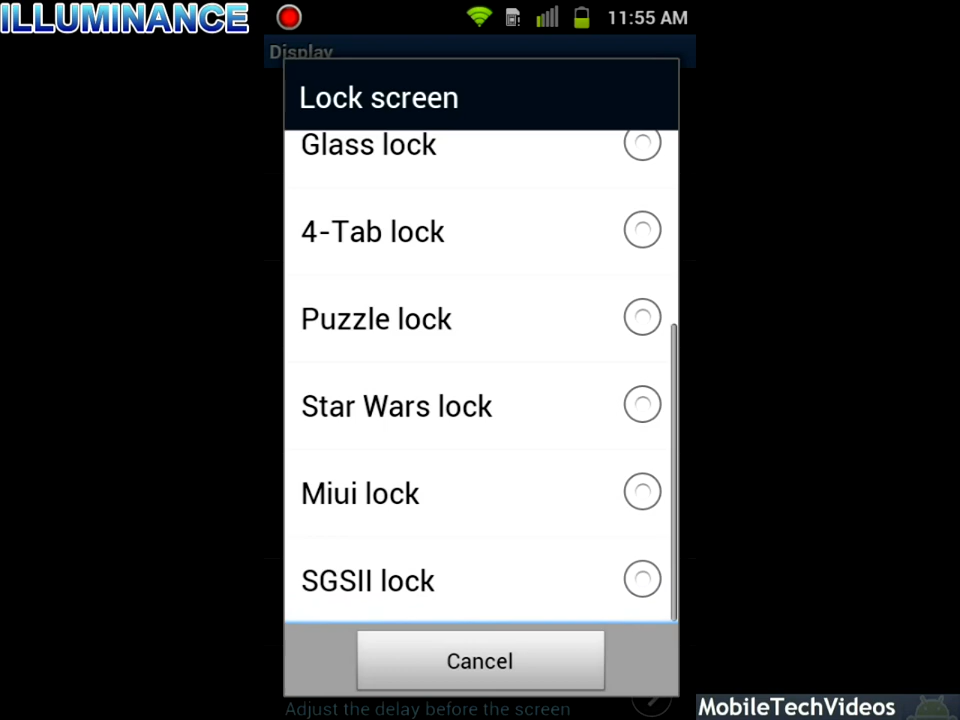 ILLUMINANCE
11:55 AM
Display
Lock screen
Glass lock
4-Tab lock
Puzzle lock
Star Wars lock
Miui lock
SGSII lock
Cancel
Adjust the delay before the screen
MobileTechVideos